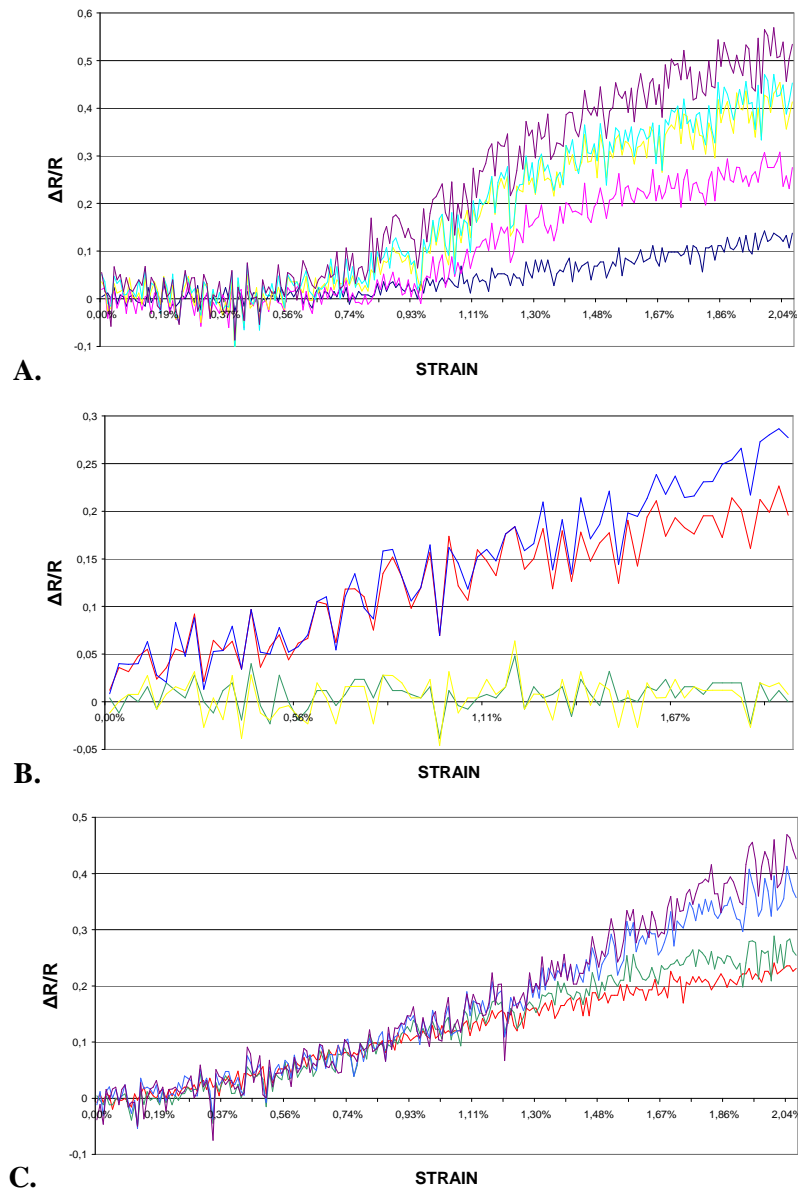 0,6
0,5
0,4
0,3
0,2
0,1
0
-0,1
ΔR/R
0,00% 0,19% 0,37% 0,56% 0,74% 0,93% 1,11% 1,30% 1,48% 1,67% 1,86% 2,04%
STRAIN
A.
0,3
0,25
0,2
0,15
0,1
0,05
0
-0,05
ΔR/R
0,00% 0,56% 1,11% 1,67%
STRAIN
B.
0,5
0,4
0,3
0,2
0,1
0
-0,1
ΔR/R
0,00% 0,19% 0,37% 0,56% 0,74% 0,93% 1,11% 1,30% 1,48% 1,67% 1,86% 2,04%
STRAIN
C.